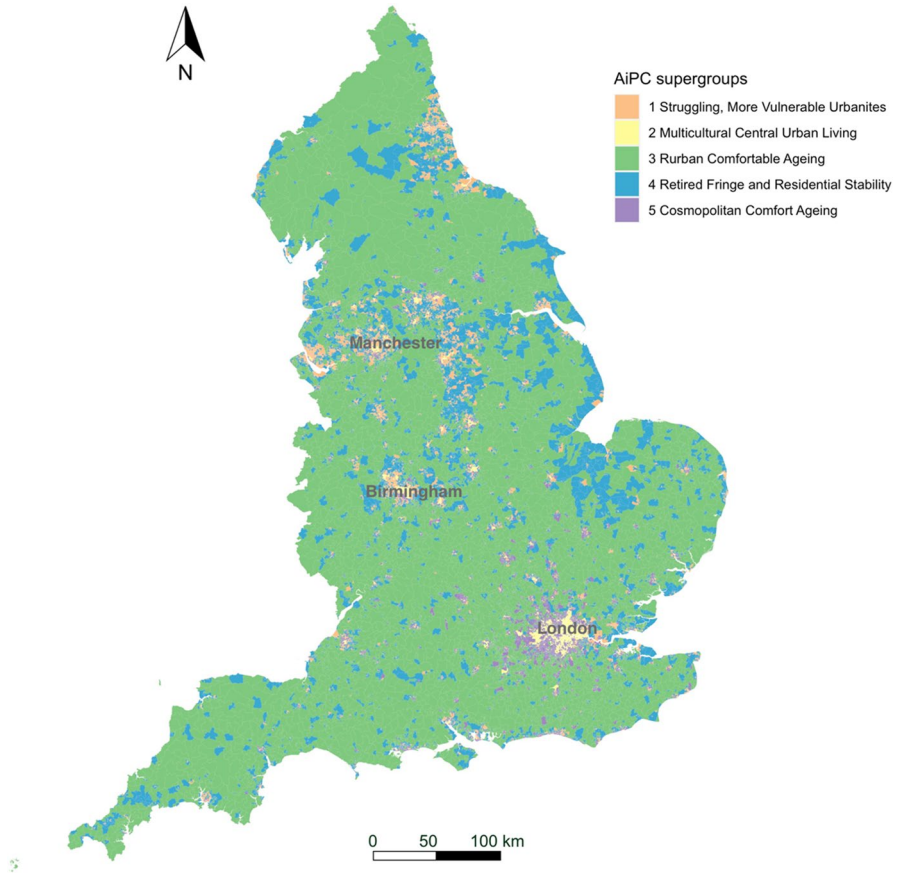 N
AiPC supergroups
1 Struggling, More Vulnerable Urbanites
2 Multicultural Central Urban Living
3 Rurban Comfortable Ageing
4 Retired Fringe and Residential Stability
5 Cosmopolitan Comfort Ageing
Manchester
Birmingham
London
0 50 100 km